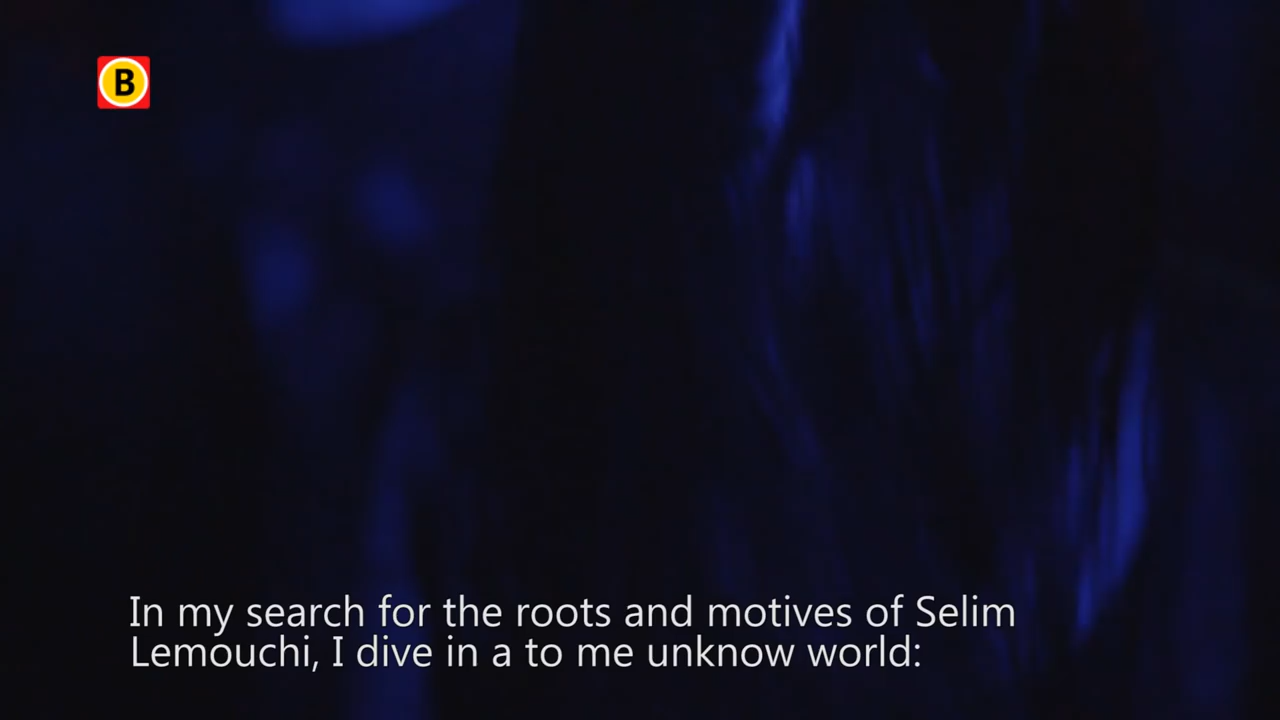 B
In my search for the roots and motives of Selim
Lemouchi, I dive in a to me unknow world: